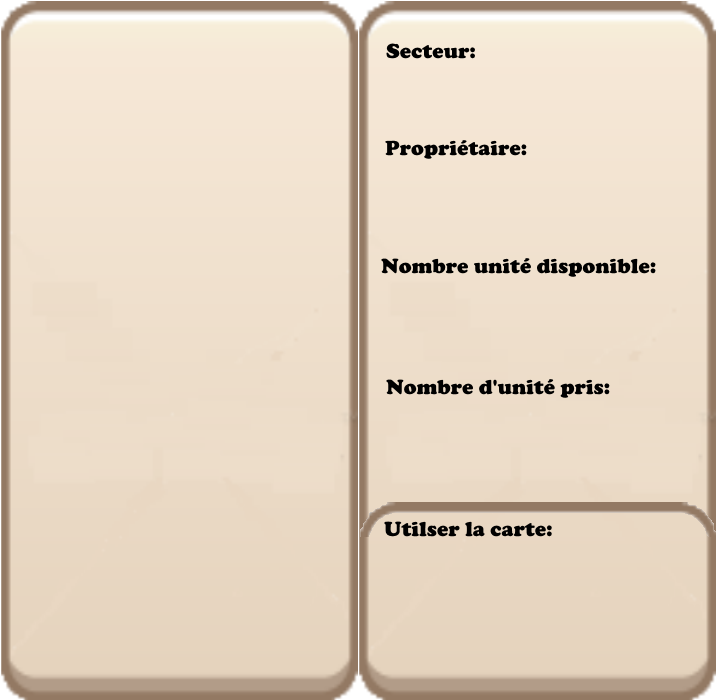 Secteur:
Propriétaire:
Nombre unité disponible:
Nombre d'unité pris:
Utilser la carte: